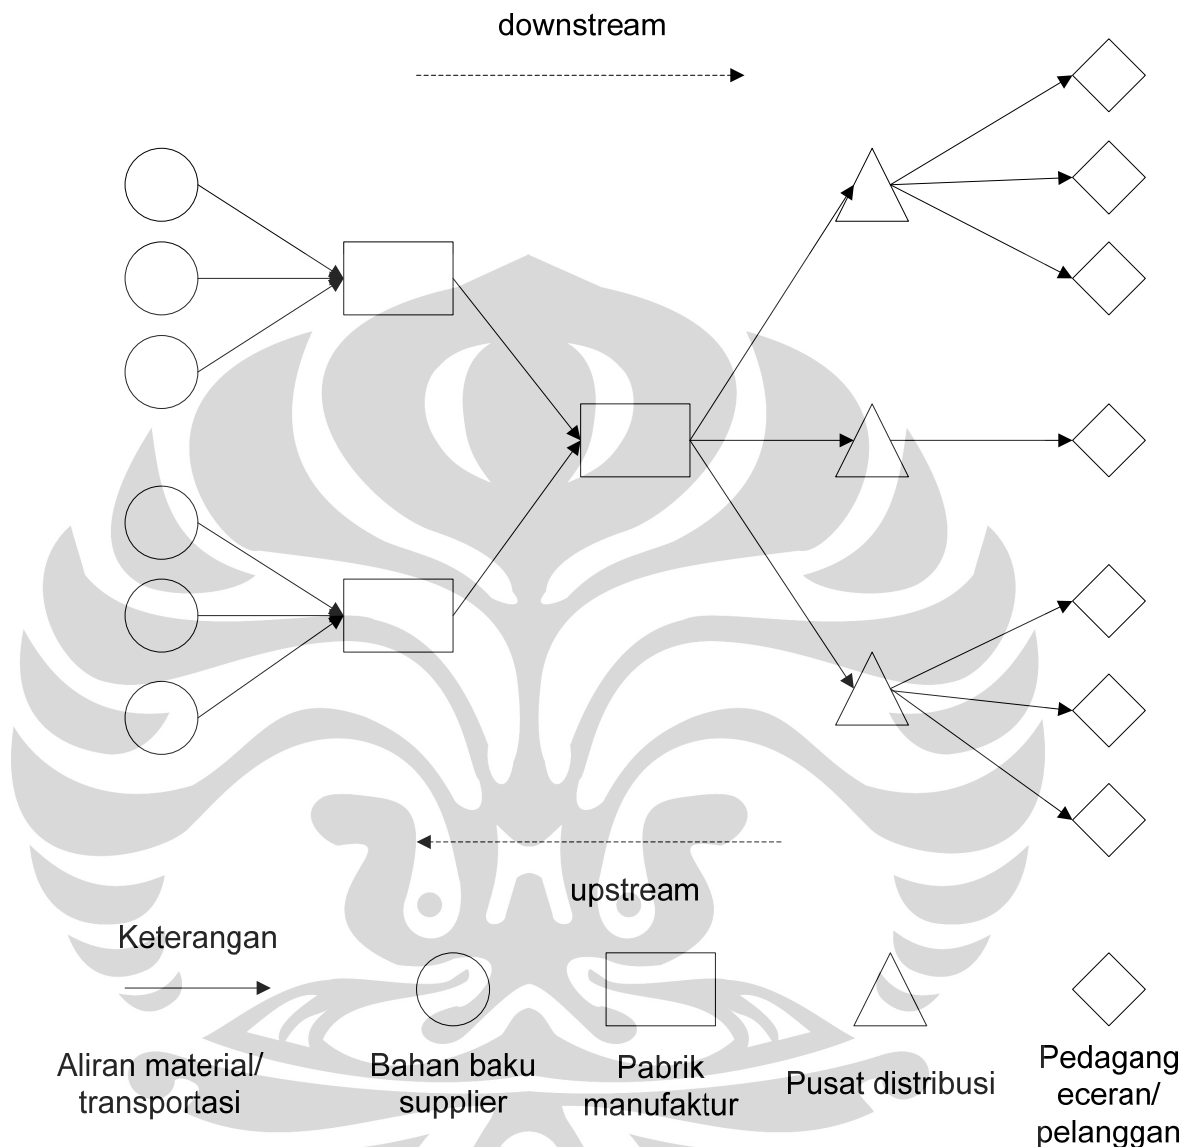 downstream
upstream
Keterangan
Aliran material/
transportasi
Bahan baku
supplier
Pabrik
manufaktur
Pusat distribusi
Pedagang
eceran/
pelanggan